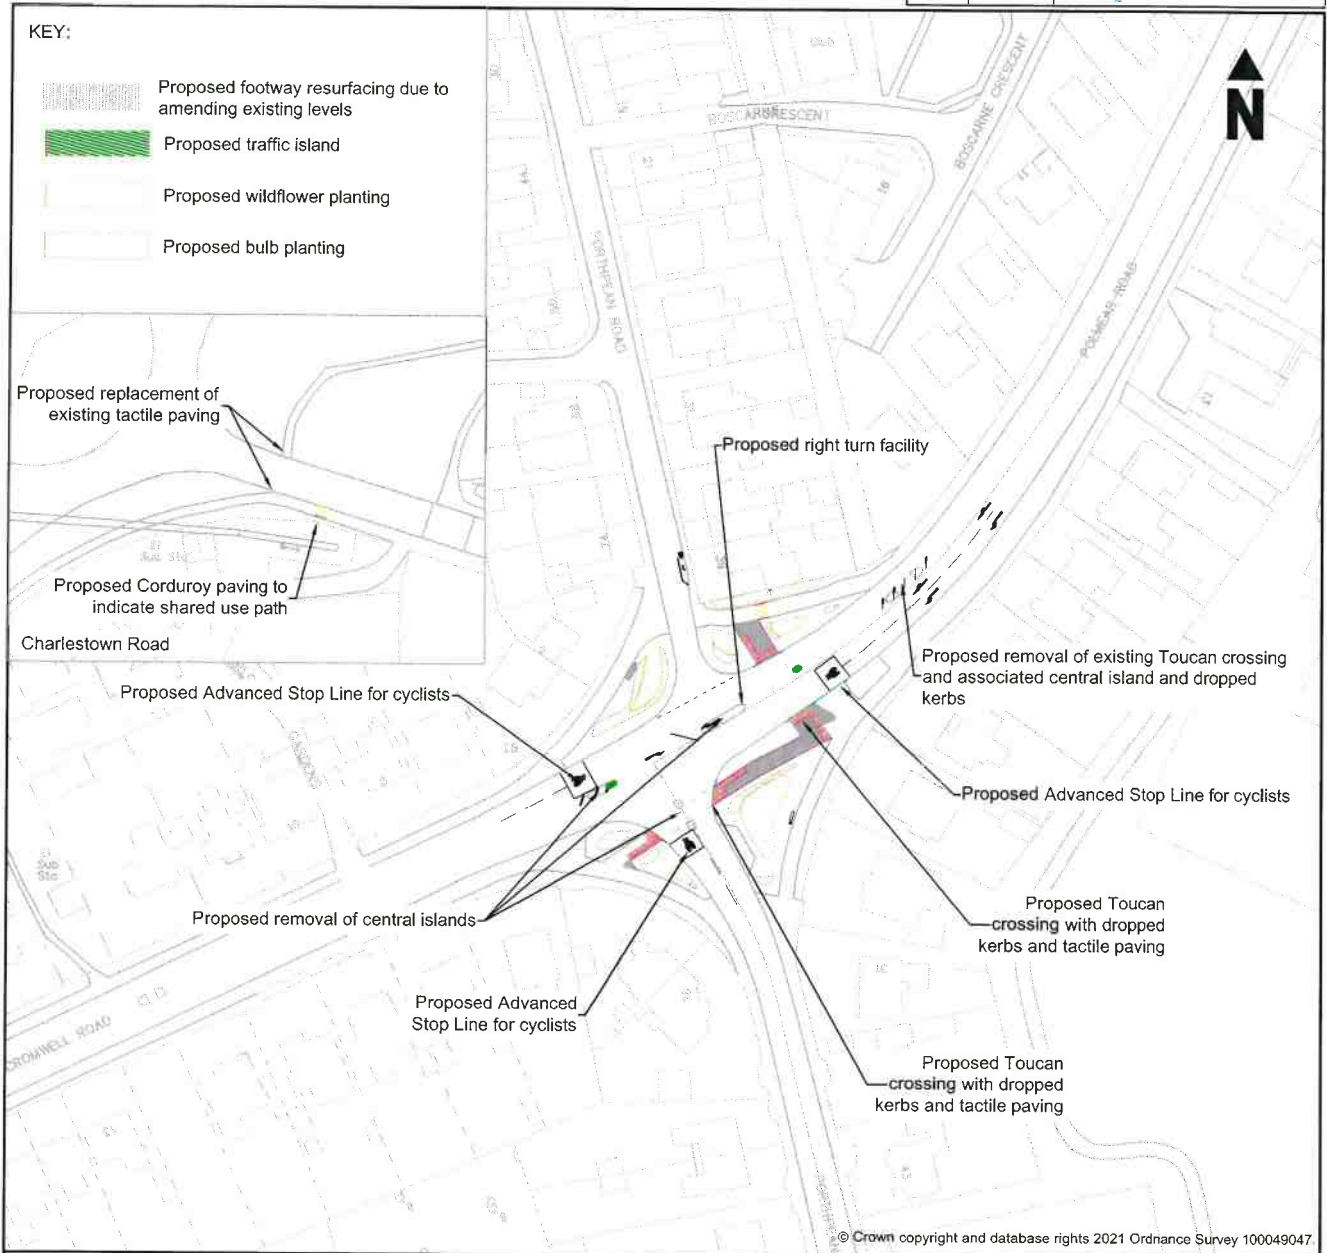 KEY:
Proposed footway resurfacing due to
amending existing levels
Proposed traffic island
Proposed wildflower planting
Proposed bulb planting
N
BOSCARNE CRESCENT
POLMEAR ROAD
Proposed replacement of
existing tactile paving
Proposed Corduroy paving to
indicate shared use path
Charlestown Road
Proposed right turn facility
Proposed Advanced Stop Line for cyclists
Proposed removal of existing Toucan crossing
and associated central island and dropped
kerbs
Proposed Advanced Stop Line for cyclists
Sub
Sta
Proposed removal of central islands
Proposed Toucan
crossing with dropped
kerbs and tactile paving
Proposed Advanced
Stop Line for cyclists
CROMWELL ROAD
Proposed Toucan
crossing with dropped
kerbs and tactile paving
© Crown copyright and database rights 2021 Ordnance Survey 100049047